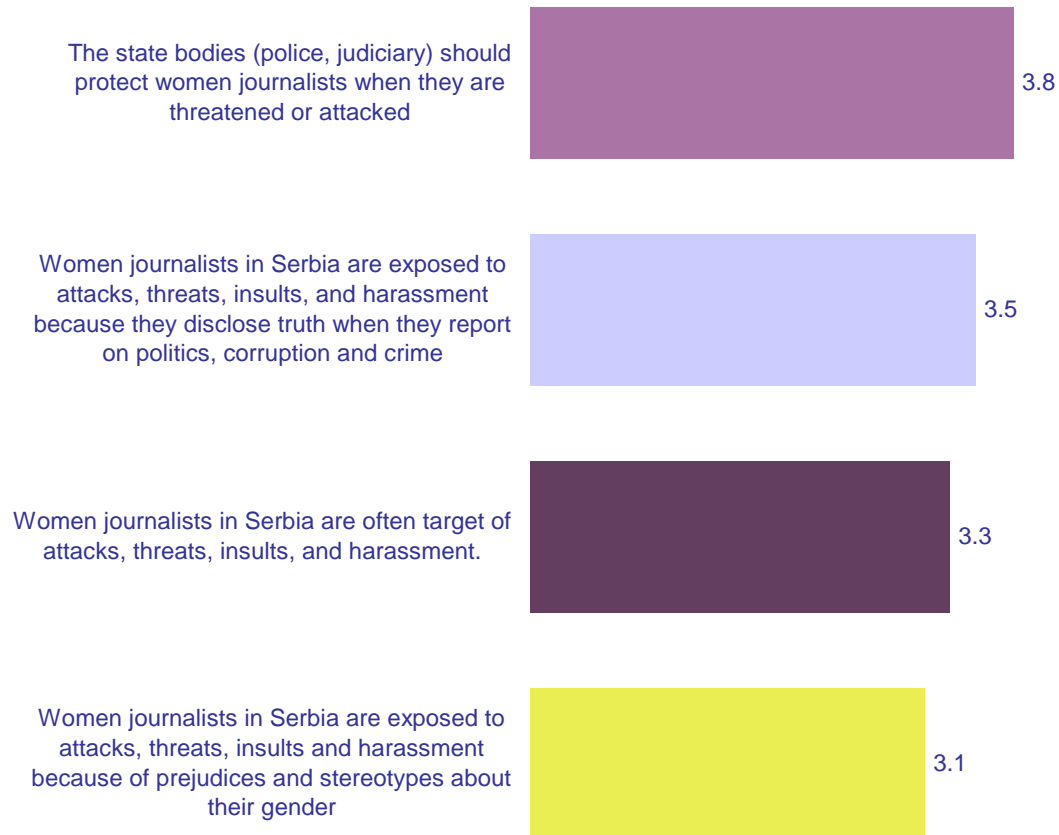 The state bodies (police, judiciary) should
protect women journalists when they are
threatened or attacked
3.8
Women journalists in Serbia are exposed to
attacks, threats, insults, and harassment
because they disclose truth when they report
on politics, corruption and crime
3.5
Women journalists in Serbia are often target of
attacks, threats, insults, and harassment.
3.3
Women journalists in Serbia are exposed to
attacks, threats, insults and harassment
because of prejudices and stereotypes about
their gender
3.1